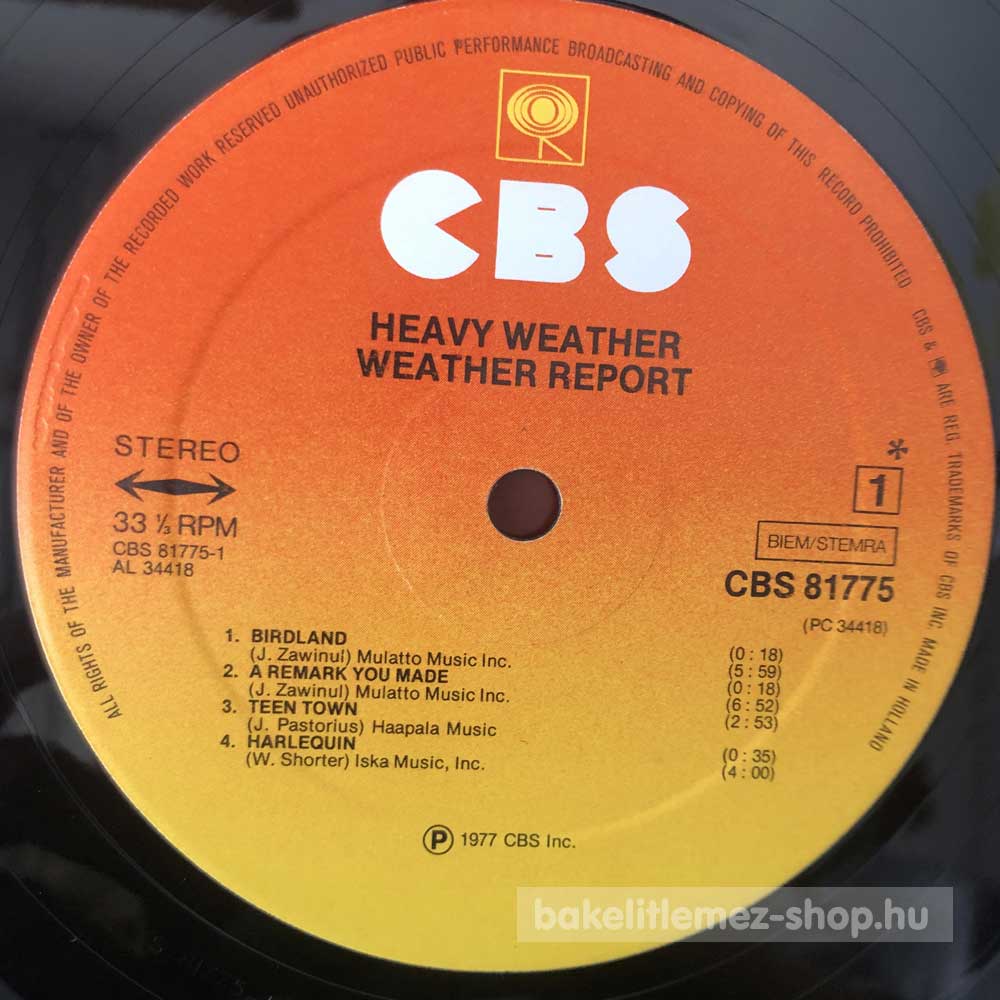 ALL RIGHTS OF THE MANUFACTURER AND OF THE OWNER OF THE RECORDED WORK RESERVED UNAUTHORIZED PUBLIC PERFORMANCE BROADCASTING AND COPYING OF THIS RECORD PROHIBITED CBS & ARE REG. TRADEMARKS OF CBS INC. MADE IN HOLLAND
CBS
HEAVY WEATHER
WEATHER REPORT
STEREO
33 ⅓ RPM
CBS 81775-1
AL 34418
*
1
BIEM/STEMRA
CBS 81775
(PC 34418)
1. BIRDLAND (0 : 18)
(J. Zawinul) Mulatto Music Inc. (5 : 59)
2. A REMARK YOU MADE (0 : 18)
(J. Zawinul) Mulatto Music Inc. (6 : 52)
3. TEEN TOWN (2 : 53)
(J. Pastorius) Haapala Music
4. HARLEQUIN (0 : 35)
(W. Shorter) Iska Music, Inc. (4 : 00)
℗ 1977 CBS Inc.
bakelitlemez-shop.hu